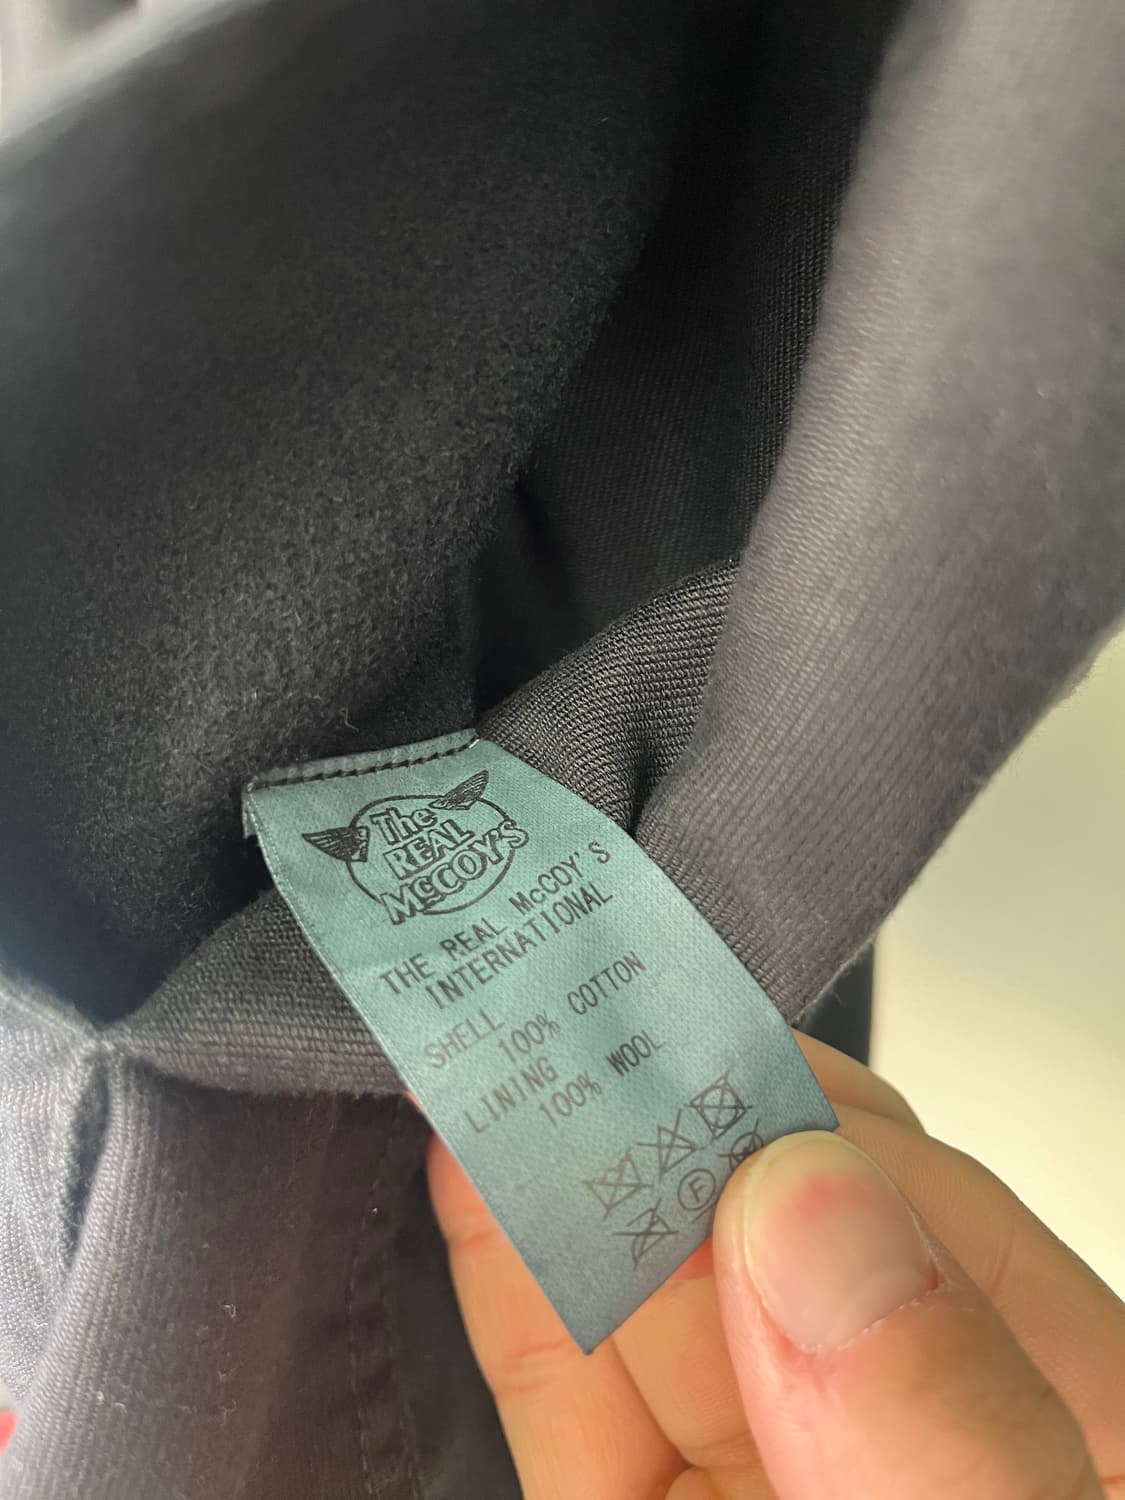 The
REAL
McCOY'S
THE REAL McCOY'S
INTERNATIONAL
SHELL
100% COTTON
LINING
100% WOOL
F